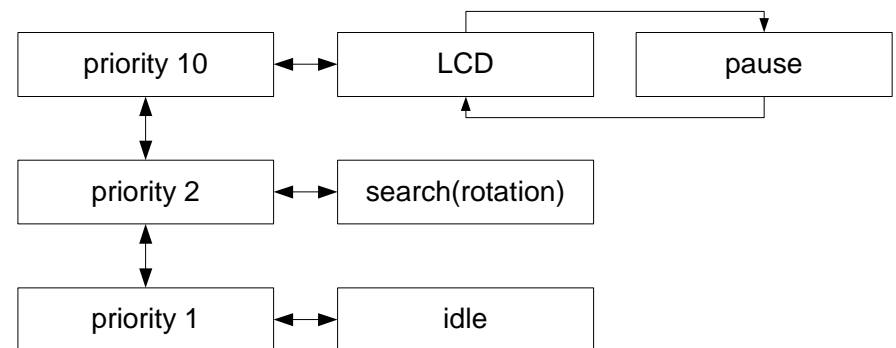 priority 10
LCD
pause
priority 2
search(rotation)
priority 1
idle